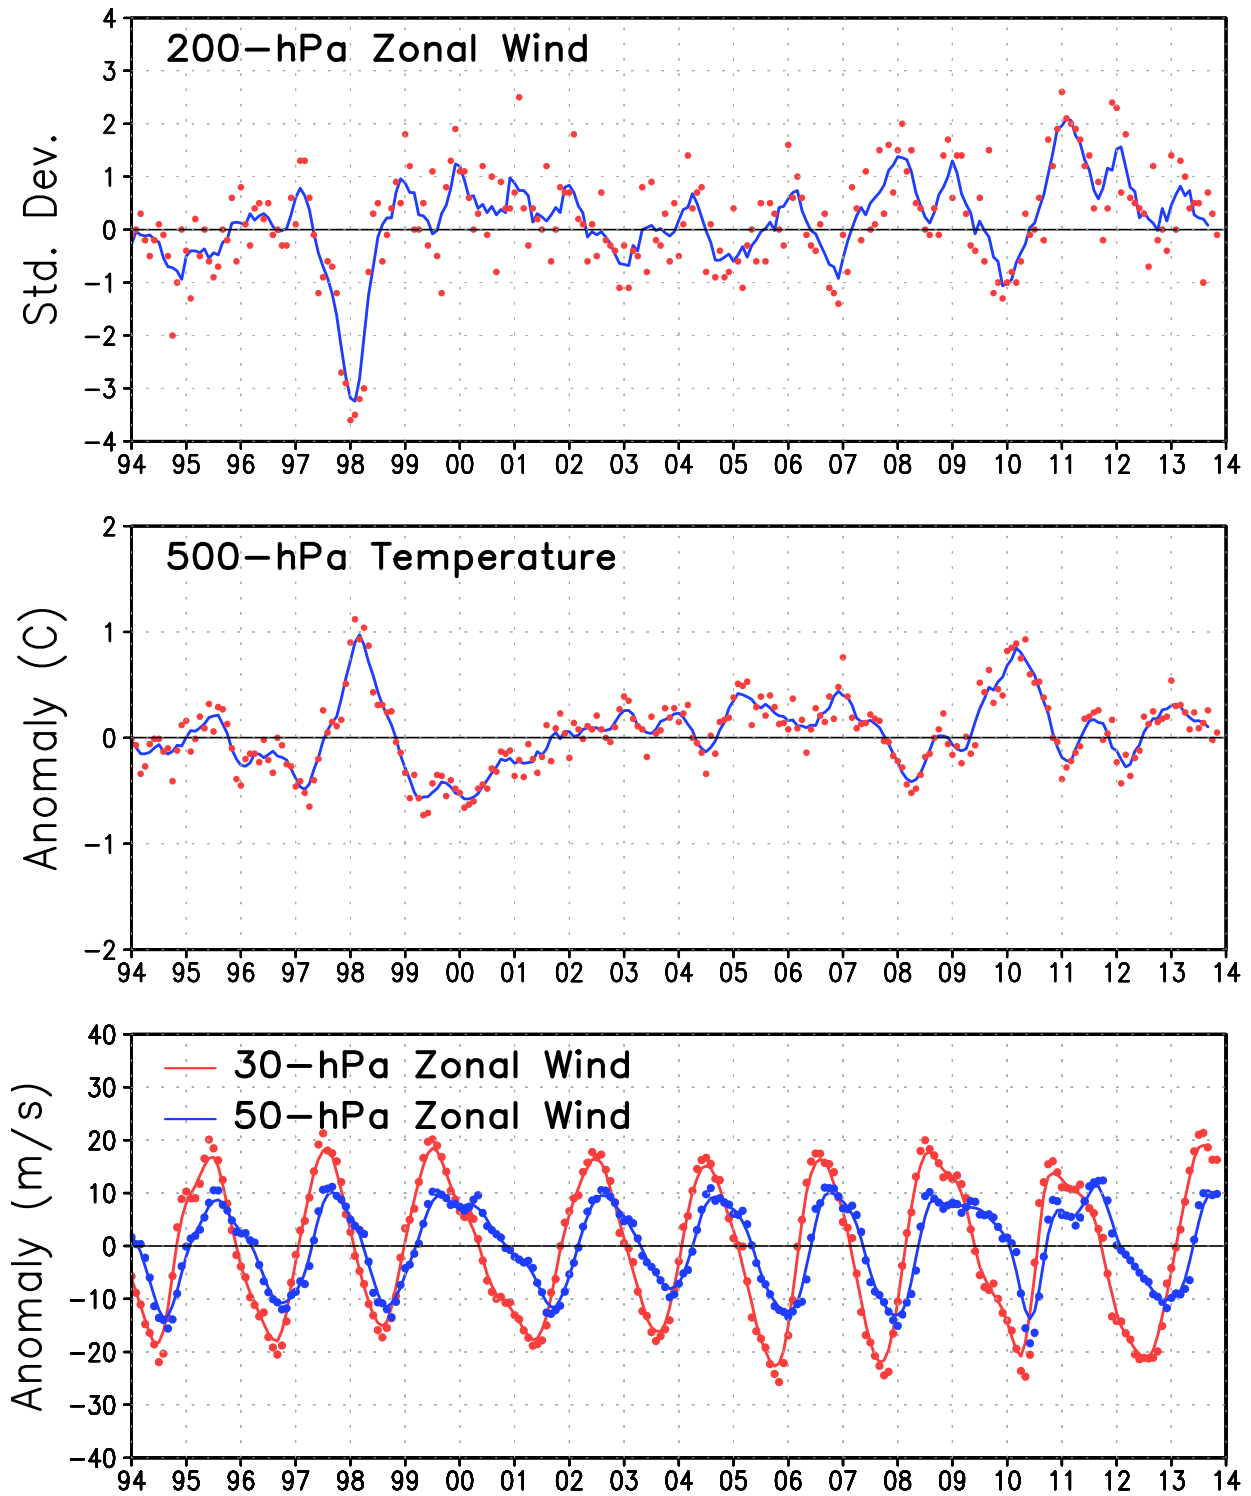 200-hPa Zonal Wind
Std. Dev.
4
3
2
1
0
-1
-2
-3
-4
94 95 96 97 98 99 00 01 02 03 04 05 06 07 08 09 10 11 12 13 14
500-hPa Temperature
Anomaly (C)
2
1
0
-1
-2
94 95 96 97 98 99 00 01 02 03 04 05 06 07 08 09 10 11 12 13 14
30-hPa Zonal Wind
50-hPa Zonal Wind
Anomaly (m/s)
40
30
20
10
0
-10
-20
-30
-40
94 95 96 97 98 99 00 01 02 03 04 05 06 07 08 09 10 11 12 13 14